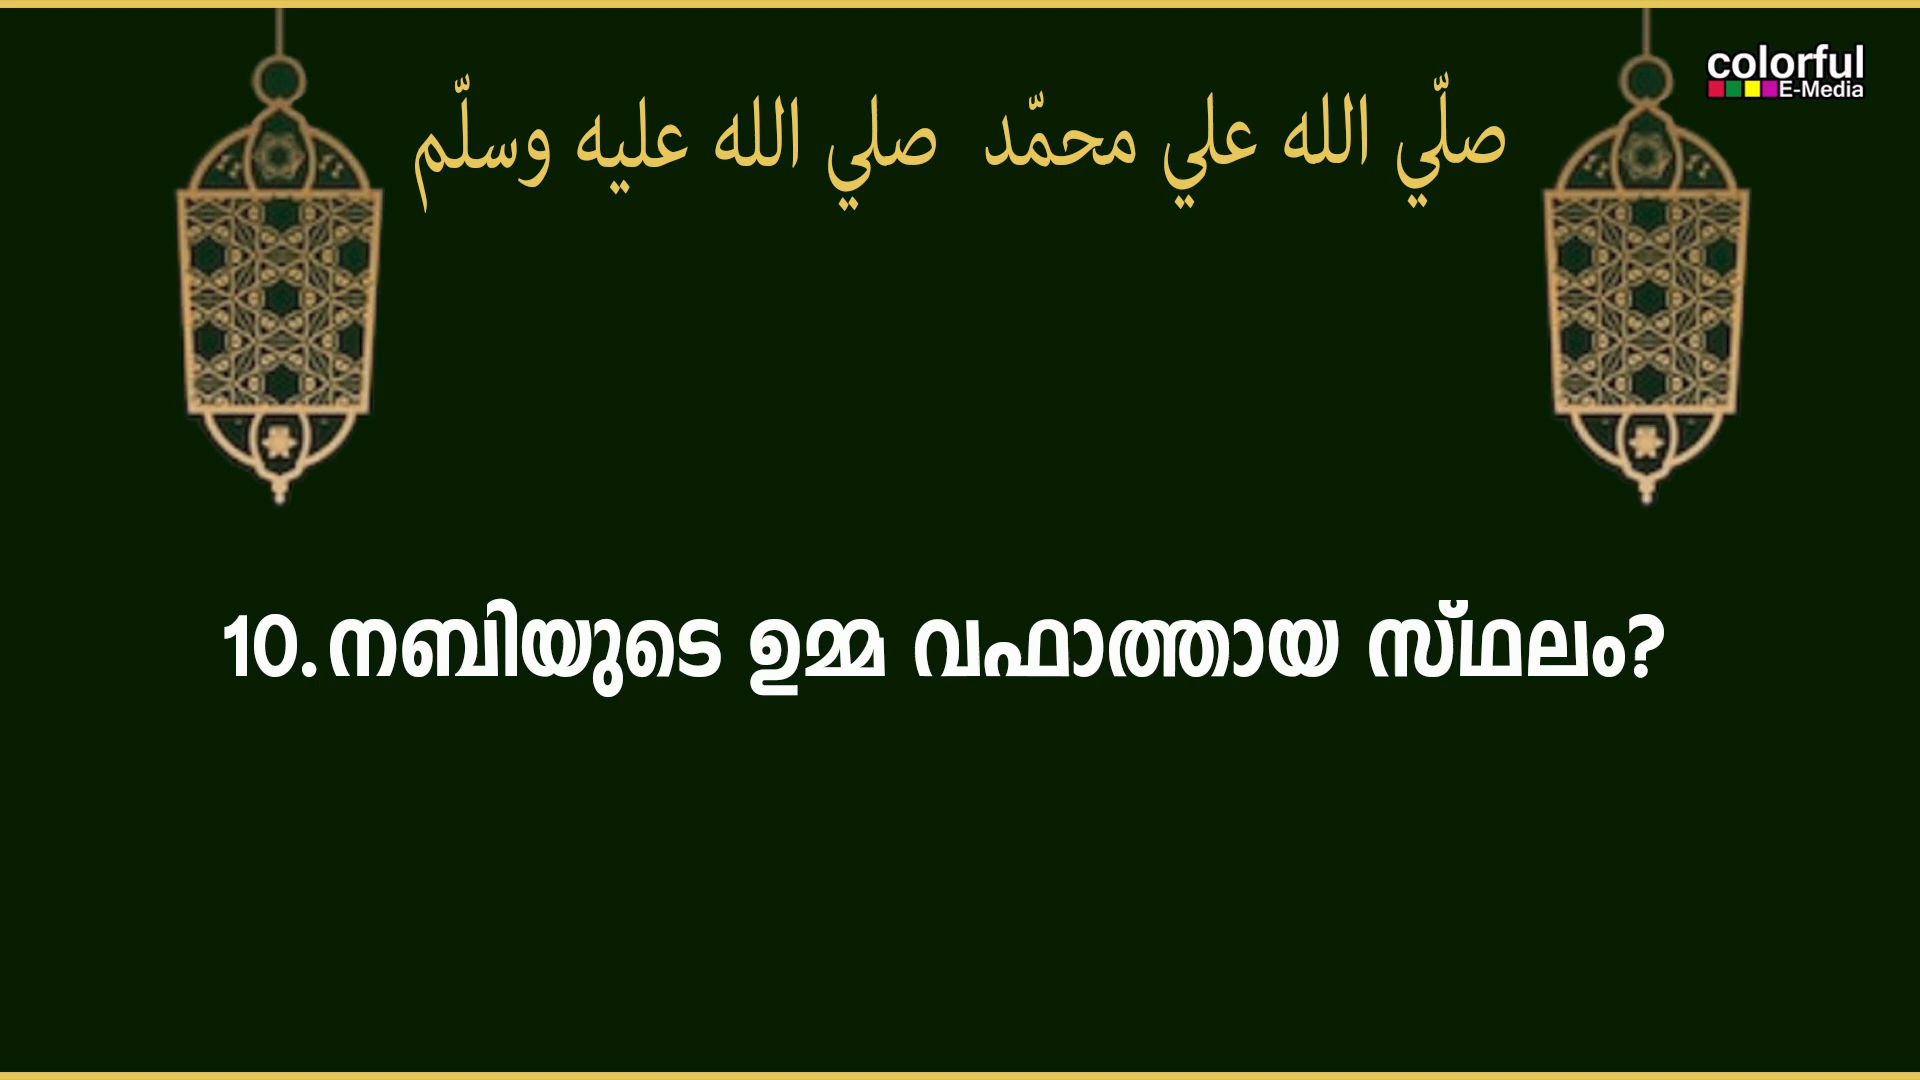 colorful
E-Media
صلّي الله علي محمّد صلي الله عليه وسلّم
10.നബിയുടെ ഉമ്മ വഫാത്തായ സ്ഥലം?